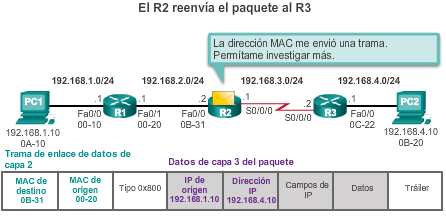 El R2 reenvía el paquete al R3
La dirección MAC me envió una trama.
Permítame investigar más.
192.168.1.0/24
192.168.2.0/24
192.168.3.0/24
192.168.4.0/24
PC1
.1
.1
.2
.2
.1
PC2
Fa0/0
R1
Fa0/1
Fa0/0
R2
S0/0/0
S0/0/0
R3
Fa0/0
00-10
00-20
0B-31
0C-22
192.168.1.10
0A-10
192.168.4.10
0B-20
Trama de enlace de datos de
capa 2
Datos de capa 3 del paquete
MAC de
destino
0B-31
MAC de
origen
00-20
Tipo 0x800
IP de
origen
192.168.1.10
Dirección
IP
192.168.4.10
Campos de
IP
Datos
Tráiler